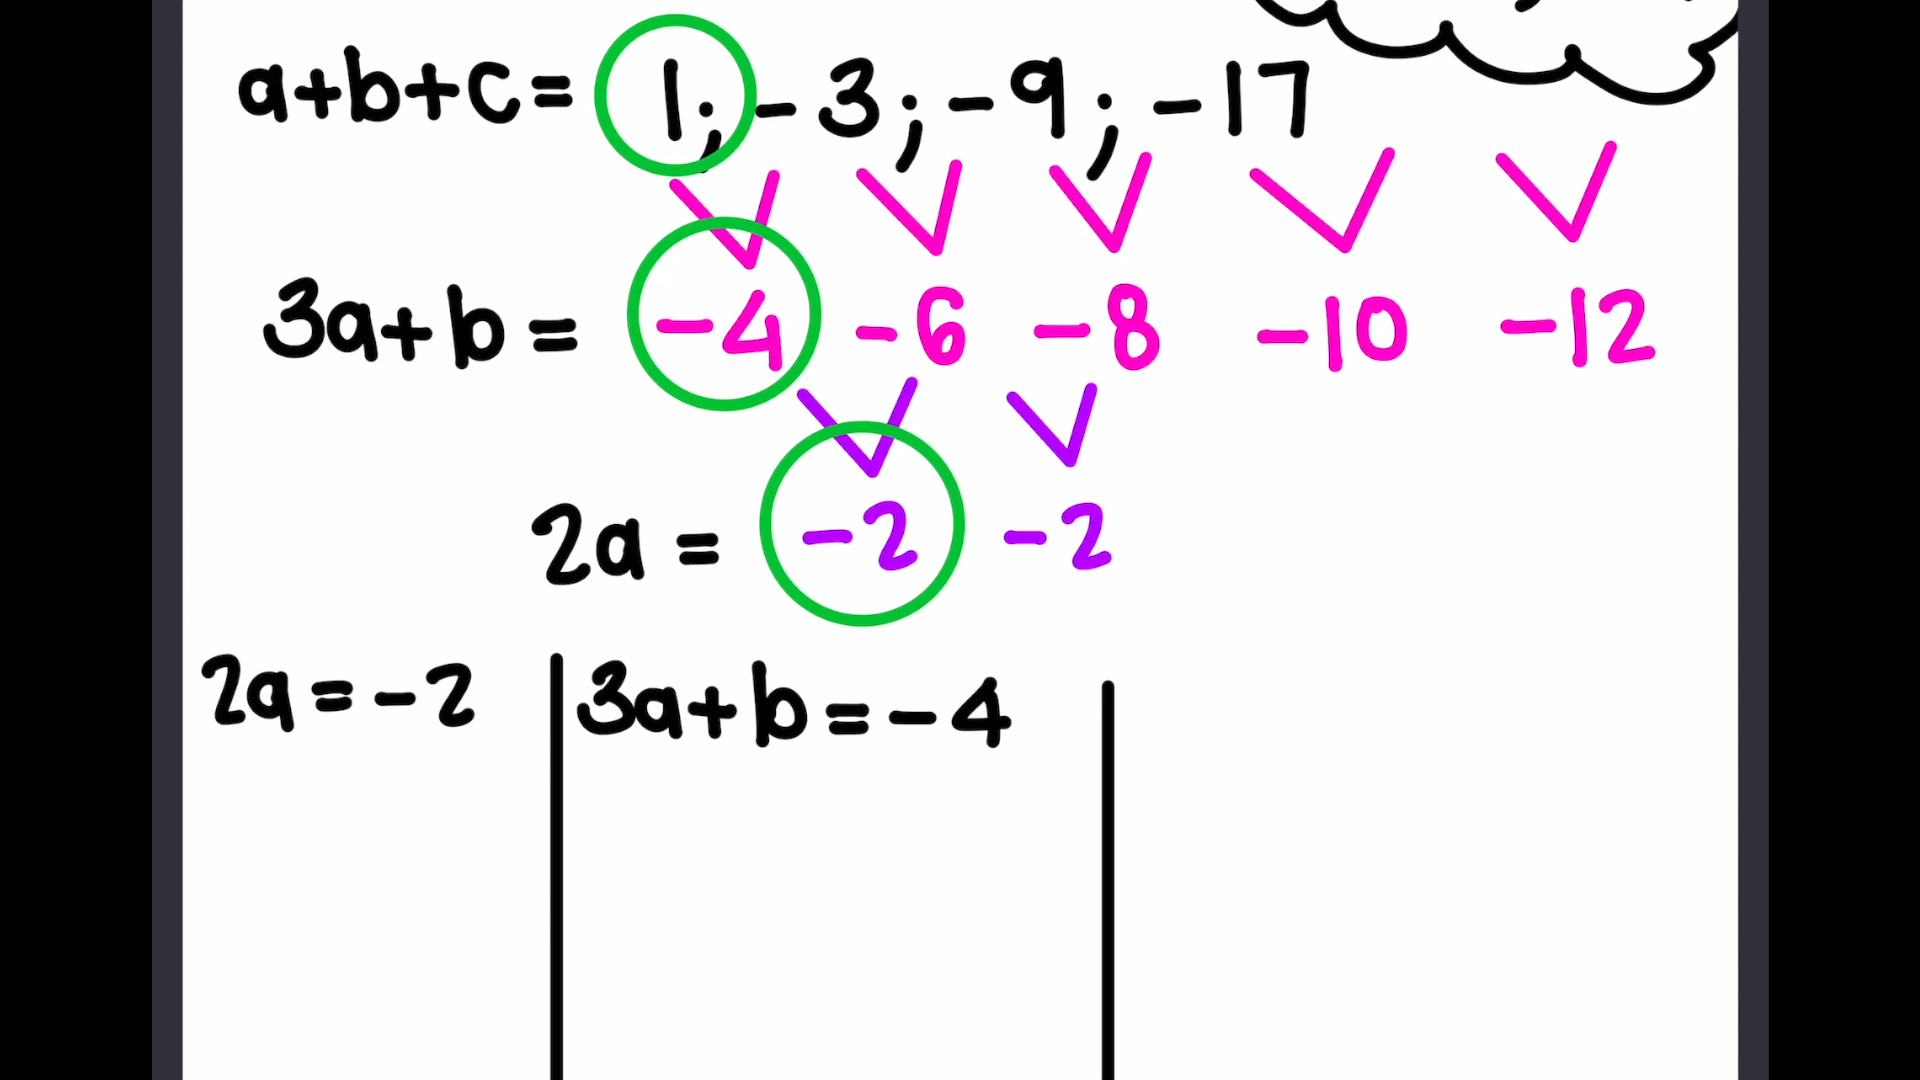 a+b+c= 1; -3; -9; -17
3a+b = -4 -6 -8 -10 -12
2a = -2 -2
2a=-2
3a+b=-4